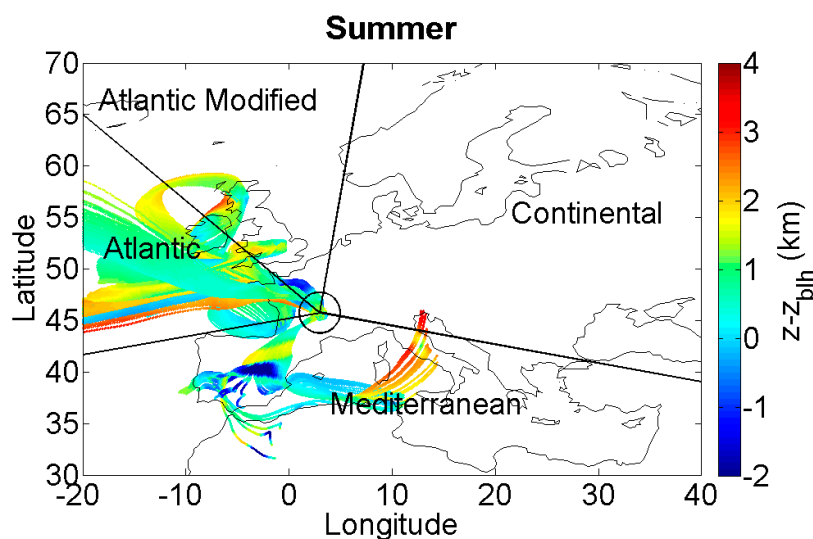 Summer
70
65
60
55
50
45
40
35
30
Latitude
Atlantic Modified
Atlantic
Continental
Mediterranean
-20
-10
0
10
20
30
40
Longitude
4
3
2
1
0
-1
-2
z-z_blh (km)